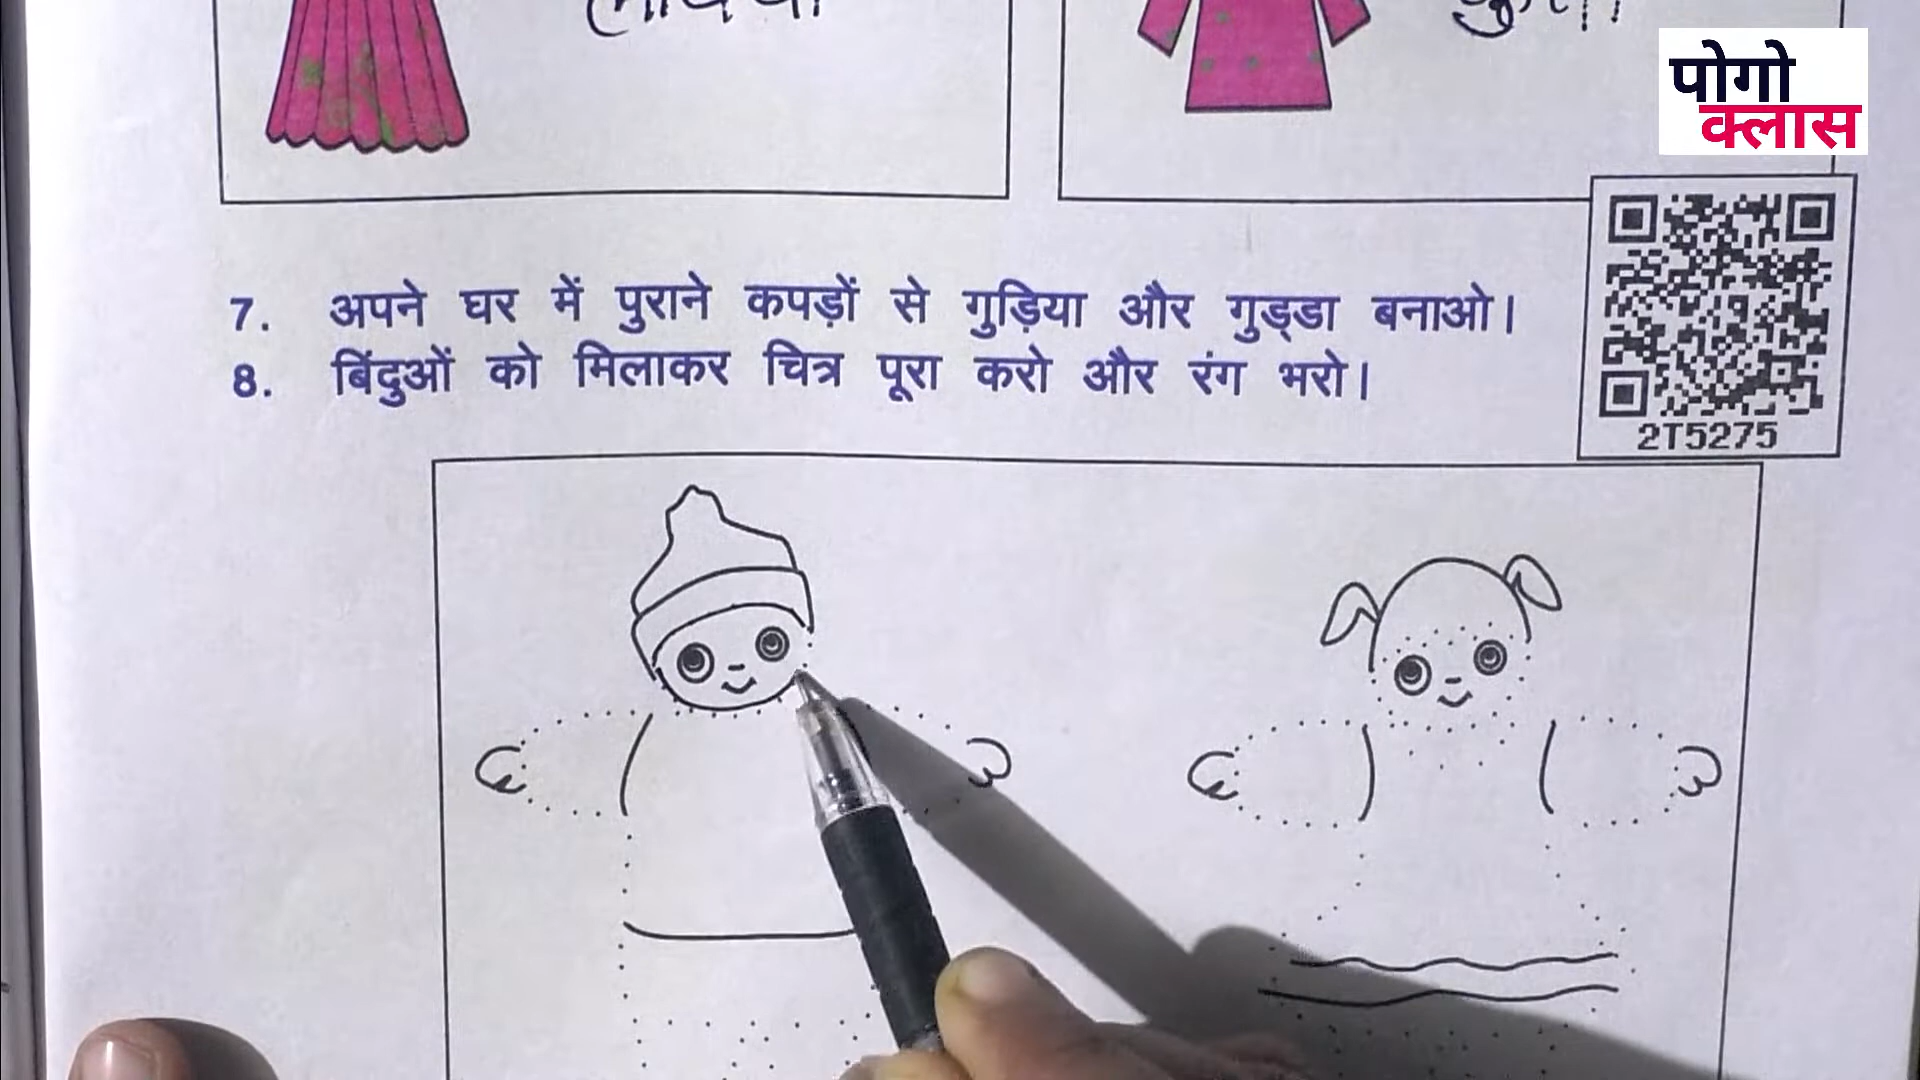 पोगो
क्लास
7. अपने घर में पुराने कपड़ों से गुड़िया और गुड्डा बनाओ।
8. बिंदुओं को मिलाकर चित्र पूरा करो और रंग भरो।
2T5275